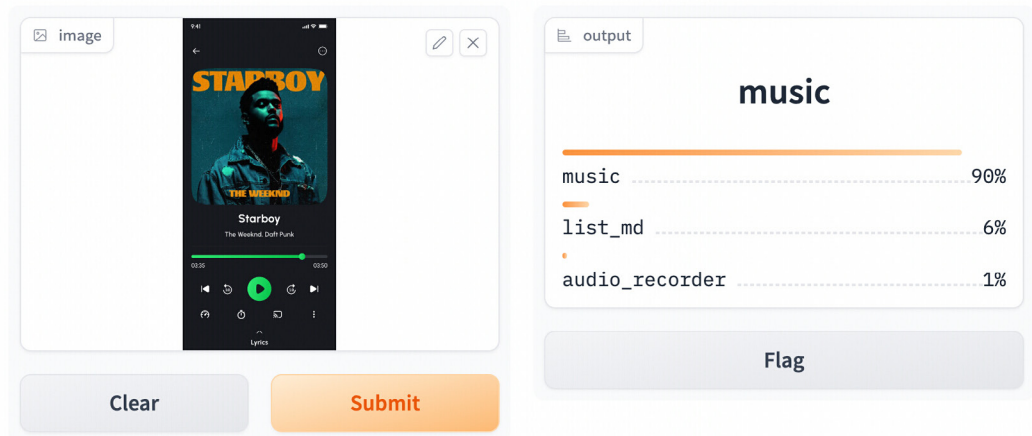 image
9:41
STARBOY
THE WEEKND
Starboy
The Weeknd, Daft Punk
03:35 03:50
Lyrics
Clear Submit
output
music
music 90%
list_md 6%
audio_recorder 1%
Flag